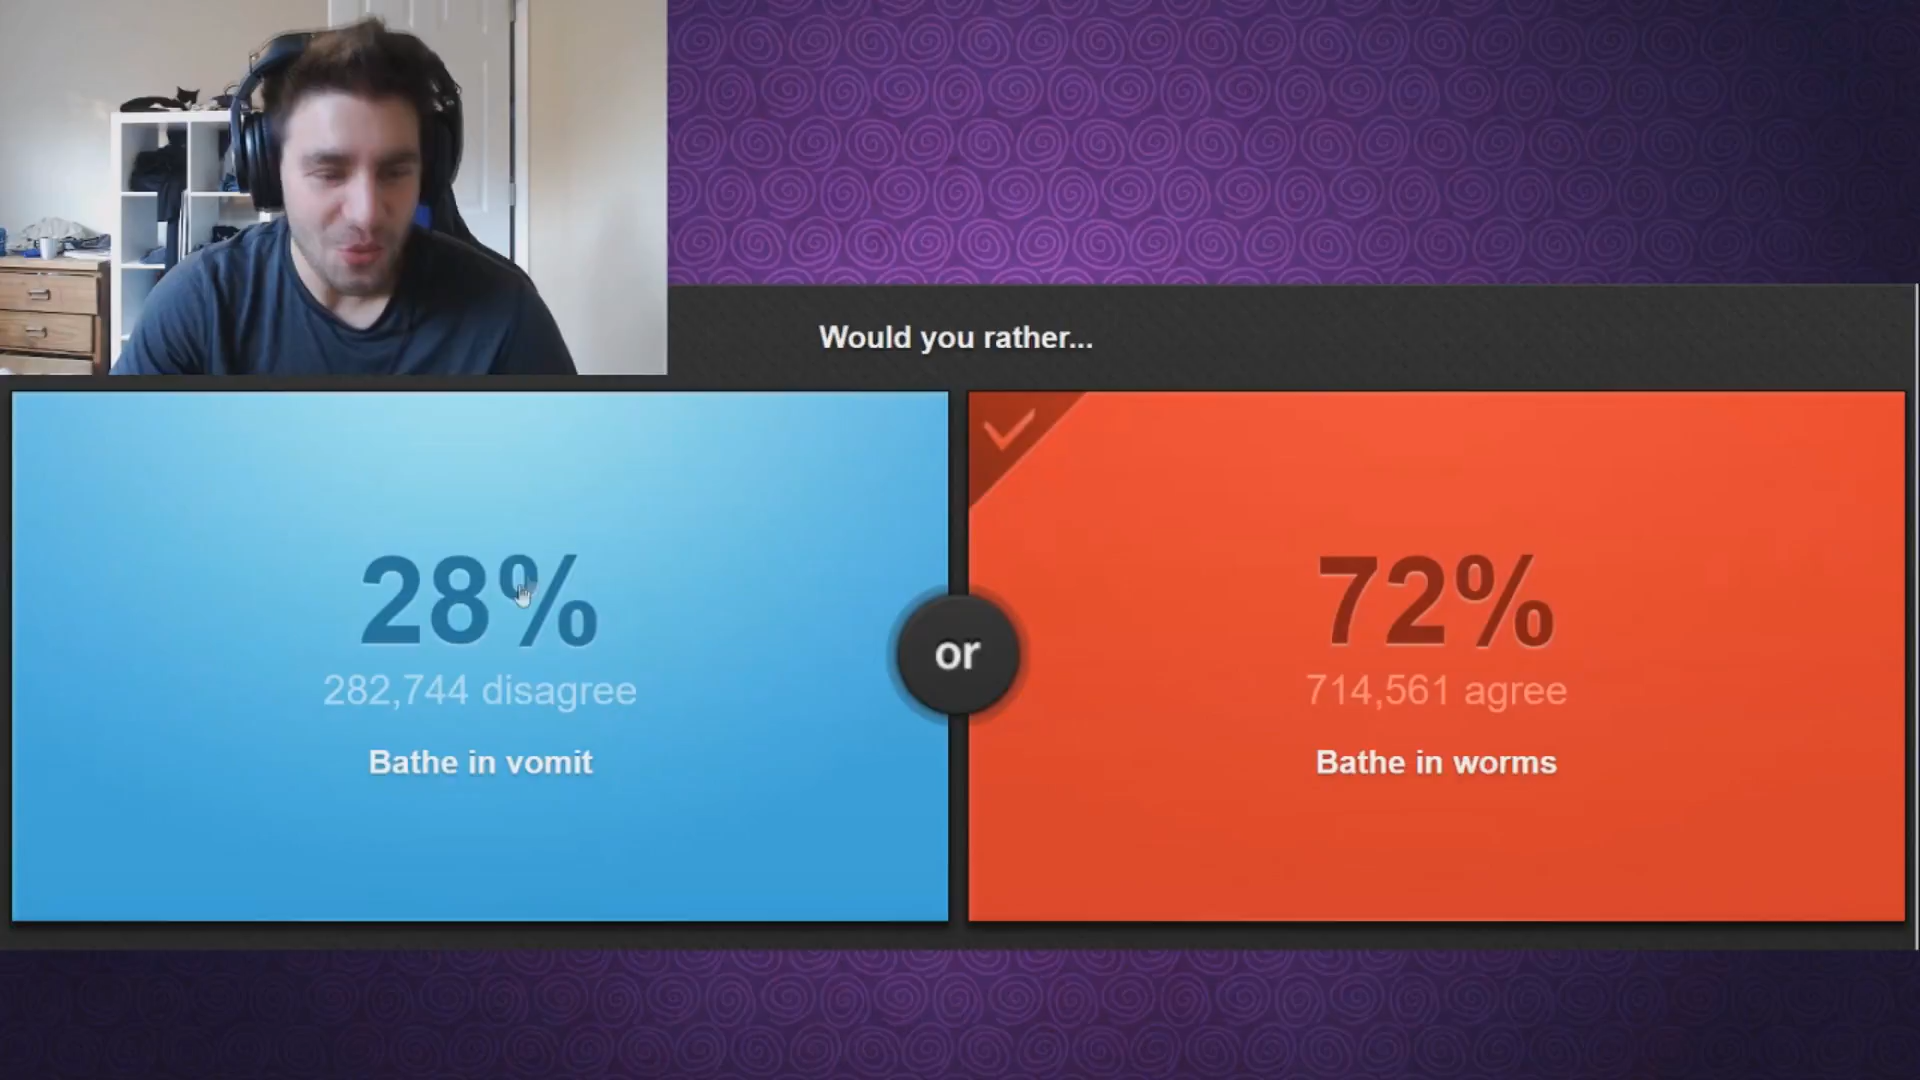 Would you rather...
28%
282,744 disagree
Bathe in vomit
or
72%
714,561 agree
Bathe in worms